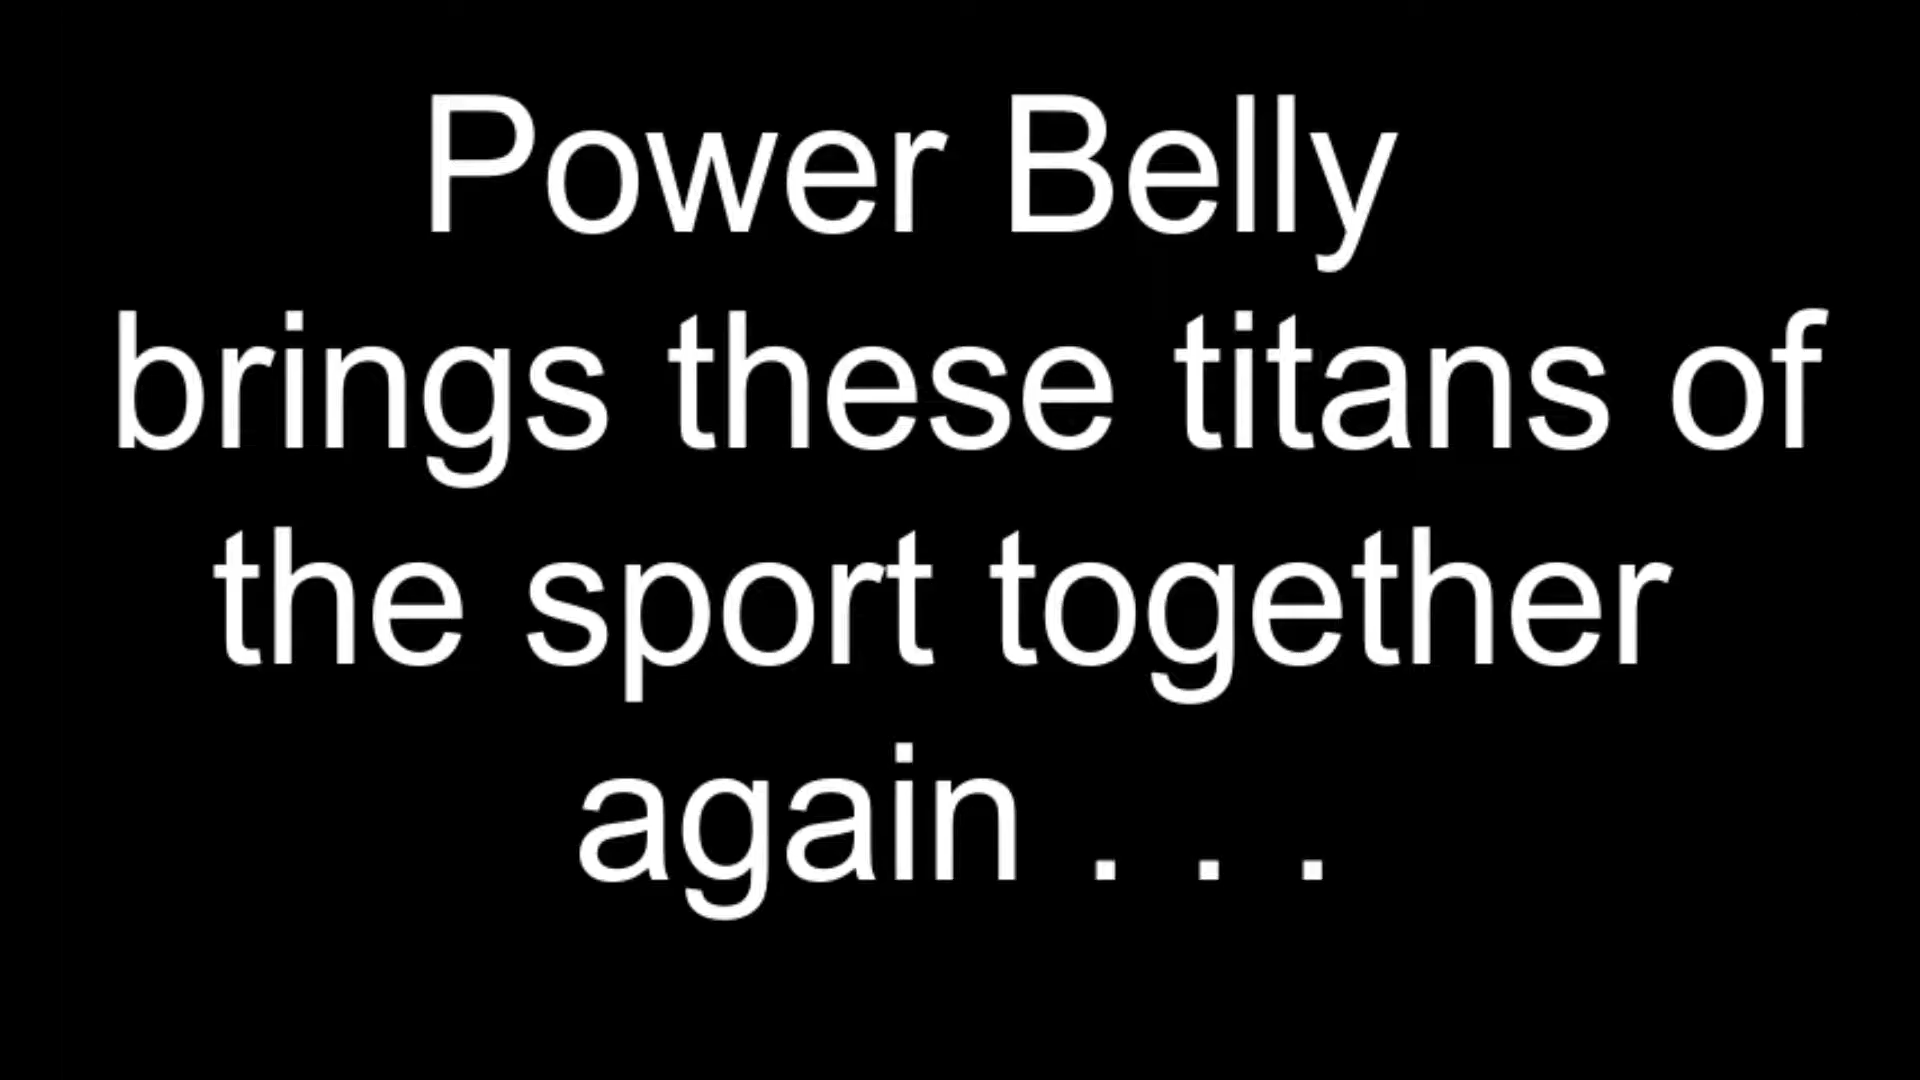 Power Belly
brings these titans of
the sport together
again . . .